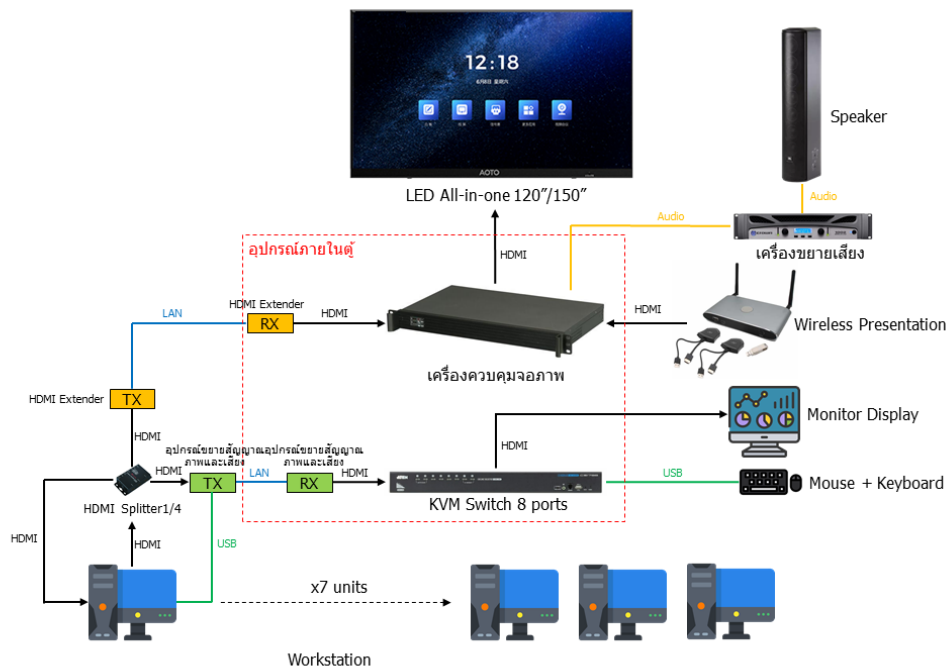 12:18
LED All-in-one 120″/150″
AOTO
Speaker
Audio
Audio
เครื่องขยายเสียง
อุปกรณ์ภายในตู้
HDMI
HDMI Extender
LAN
RX
HDMI
HDMI
Wireless Presentation
เครื่องควบคุมจอภาพ
HDMI Extender
TX
HDMI
Monitor Display
HDMI
อุปกรณ์ขยายสัญญาณ
ภาพและเสียง
อุปกรณ์ขยายสัญญาณ
ภาพและเสียง
HDMI
TX
LAN
RX
HDMI
USB
Mouse + Keyboard
KVM Switch 8 ports
HDMI Splitter1/4
HDMI
HDMI
USB
x7 units
Workstation